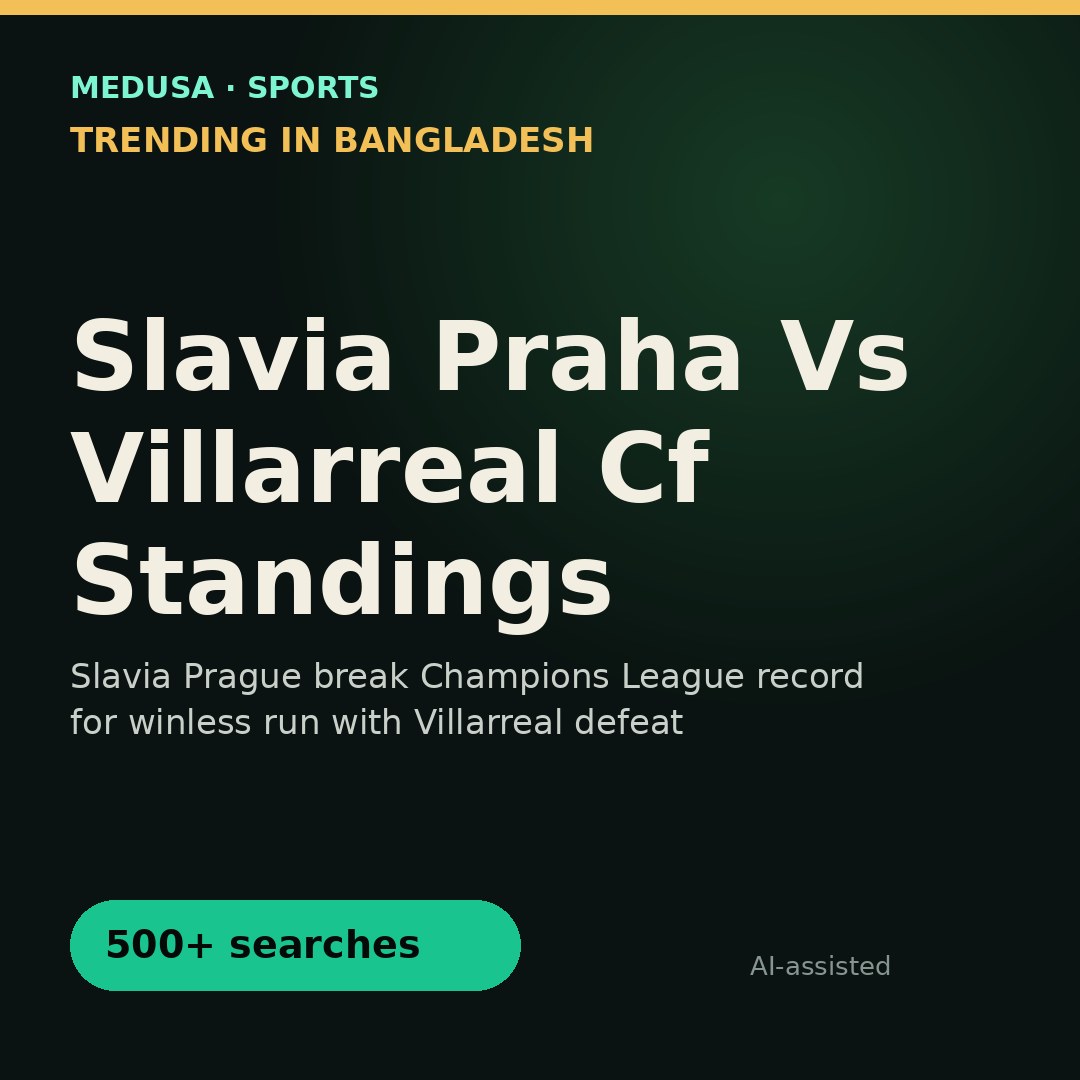 MEDUSA · SPORTS
TRENDING IN BANGLADESH
Slavia Praha Vs
Villarreal Cf
Standings
Slavia Prague break Champions League record
for winless run with Villarreal defeat
500+ searches
AI-assisted